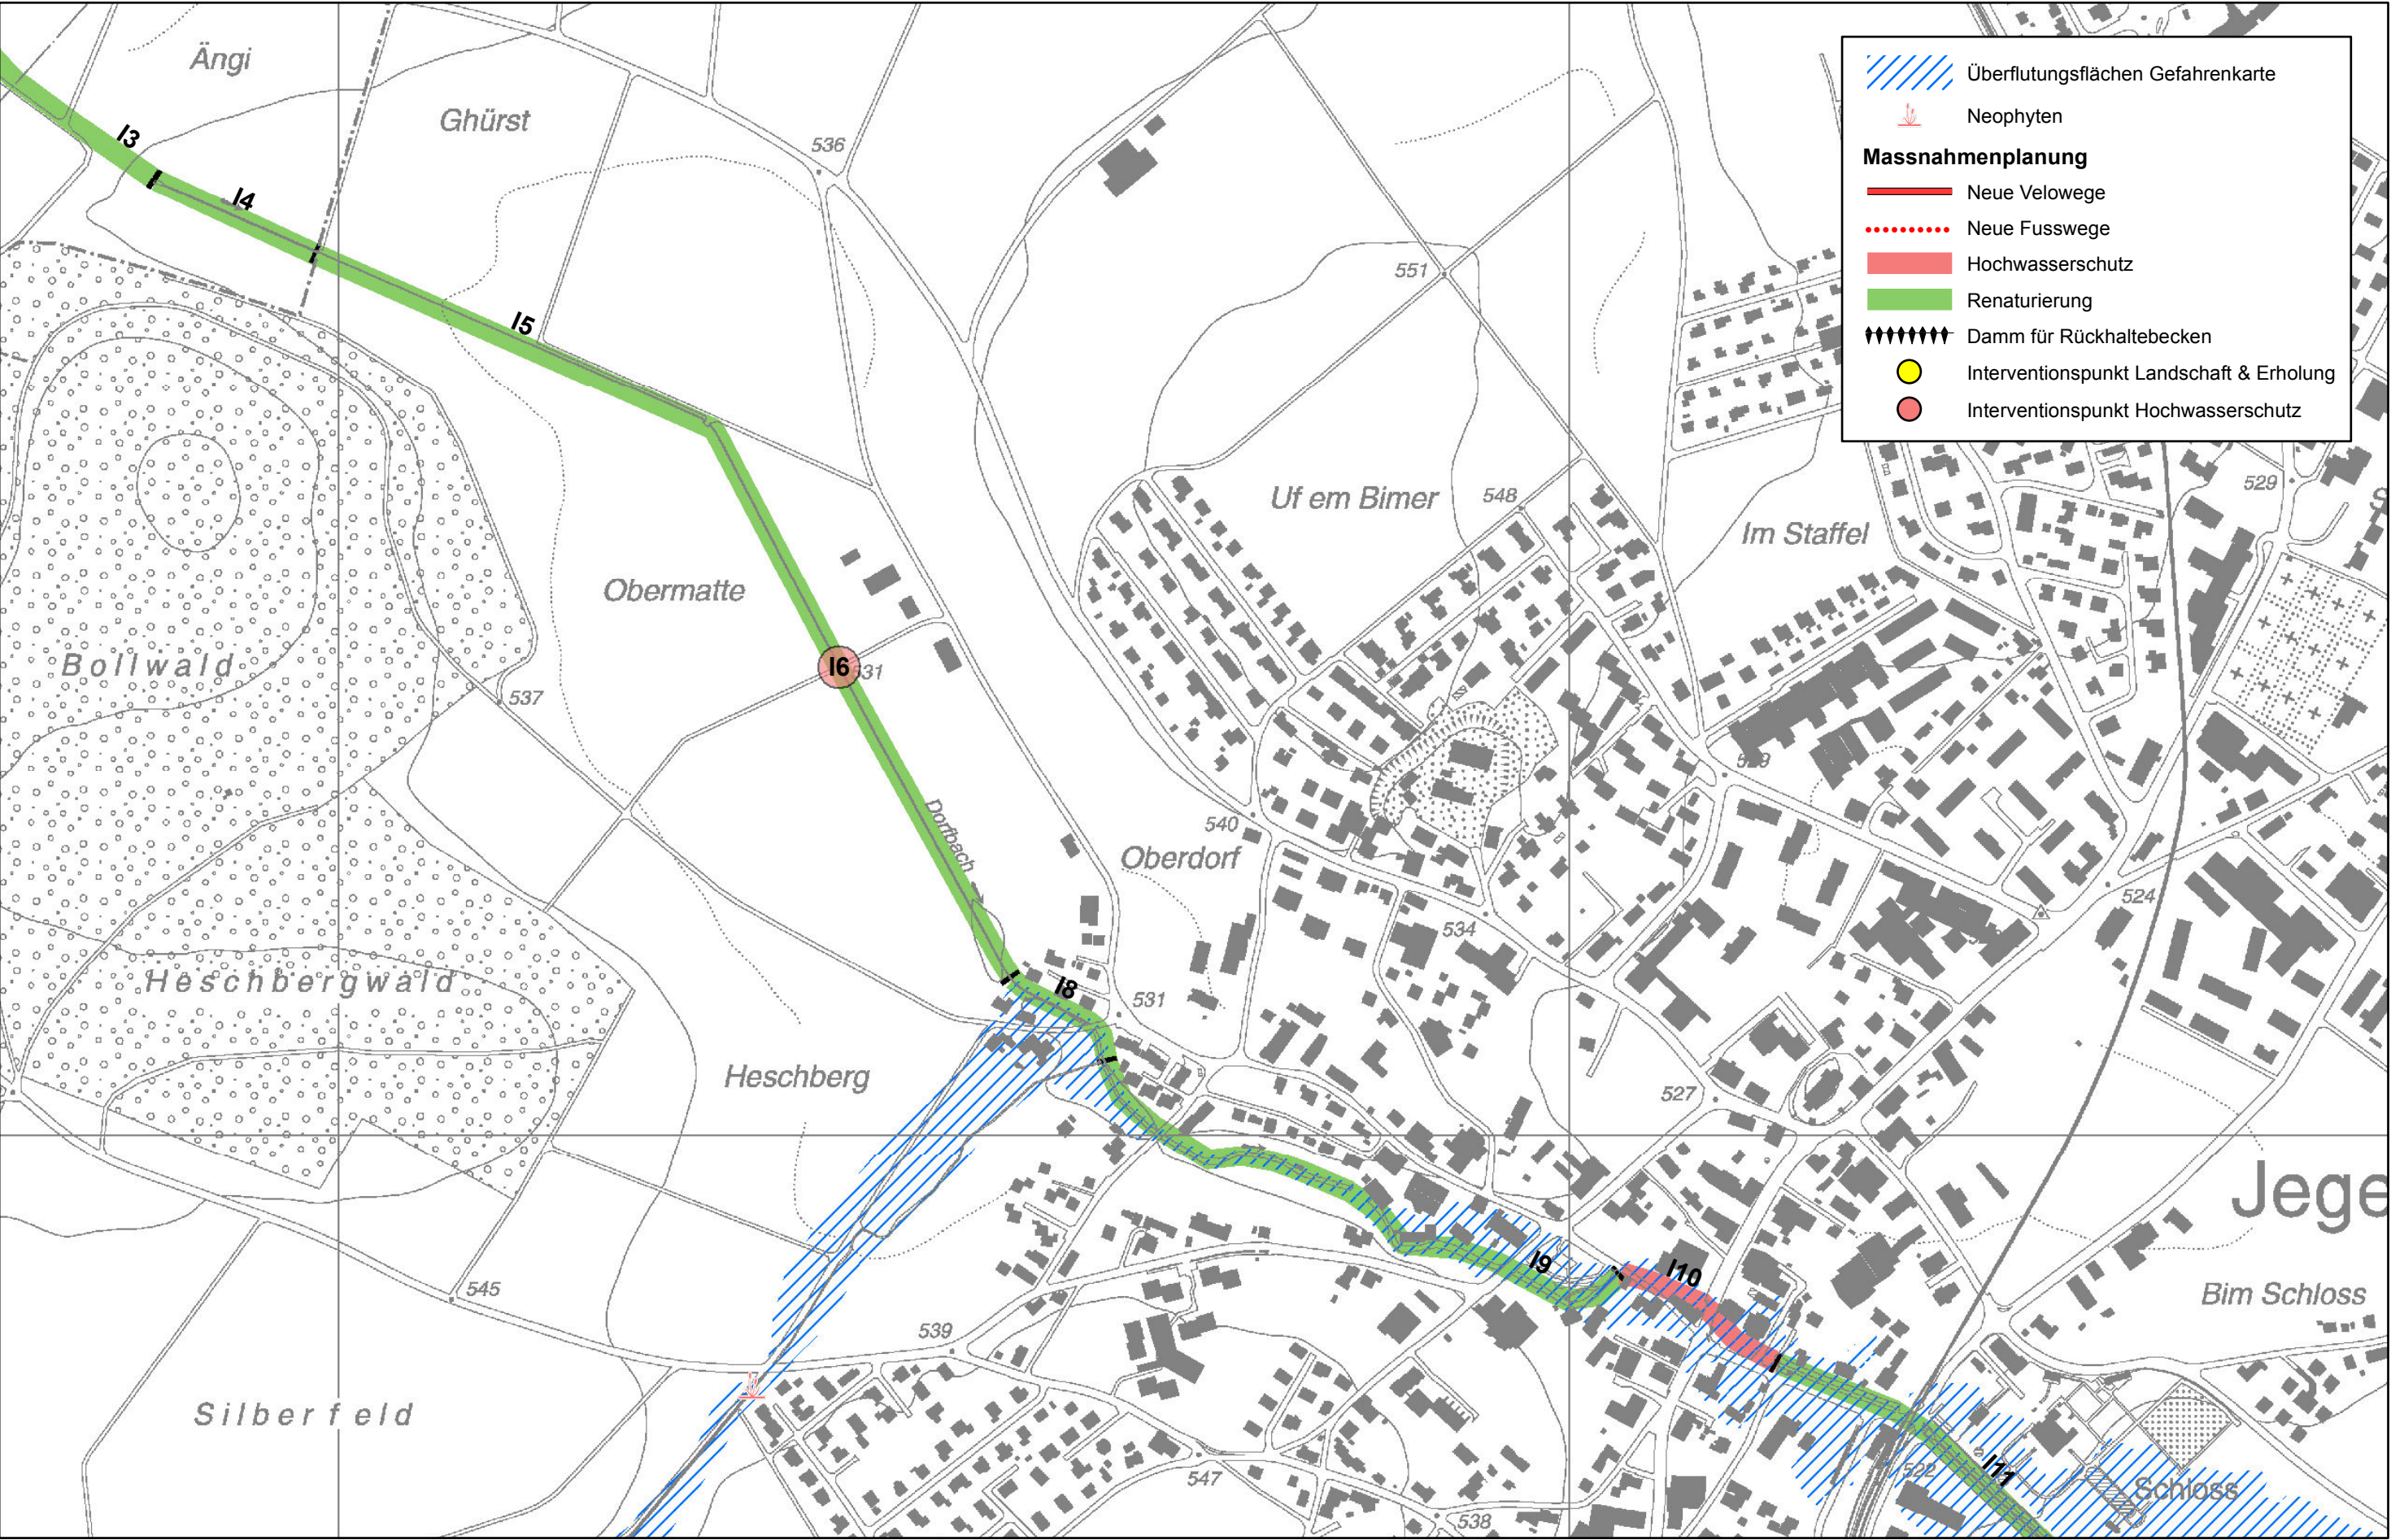 Ängi
Ghürst
536
I3
I4
I5
551
Überflutungsflächen Gefahrenkarte
Neophyten
Massnahmenplanung
Neue Velowege
Neue Fusswege
Hochwasserschutz
Renaturierung
Damm für Rückhaltebecken
Interventionspunkt Landschaft & Erholung
Interventionspunkt Hochwasserschutz
Uf em Bimer
548
529
Im Staffel
Obermatte
Bollwald
I6
531
537
Dorfbach
540
Oberdorf
534
524
Heschbergwald
I8
531
Heschberg
527
Jege
I9
I10
545
Bim Schloss
539
Silberfeld
547
522
I11
Schloss
538